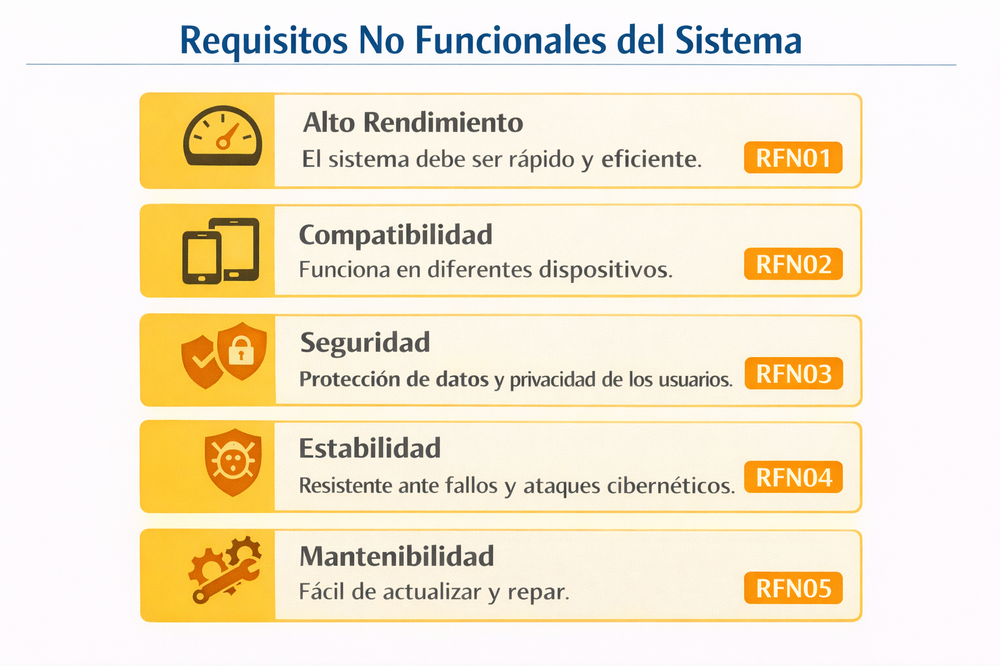 Requisitos No Funcionales del Sistema
Alto Rendimiento
El sistema debe ser rápido y eficiente.
RFN01
Compatibilidad
Funciona en diferentes dispositivos.
RFN02
Seguridad
Protección de datos y privacidad de los usuarios.
RFN03
Estabilidad
Resistente ante fallos y ataques cibernéticos.
RFN04
Mantenibilidad
Fácil de actualizar y repar.
RFN05